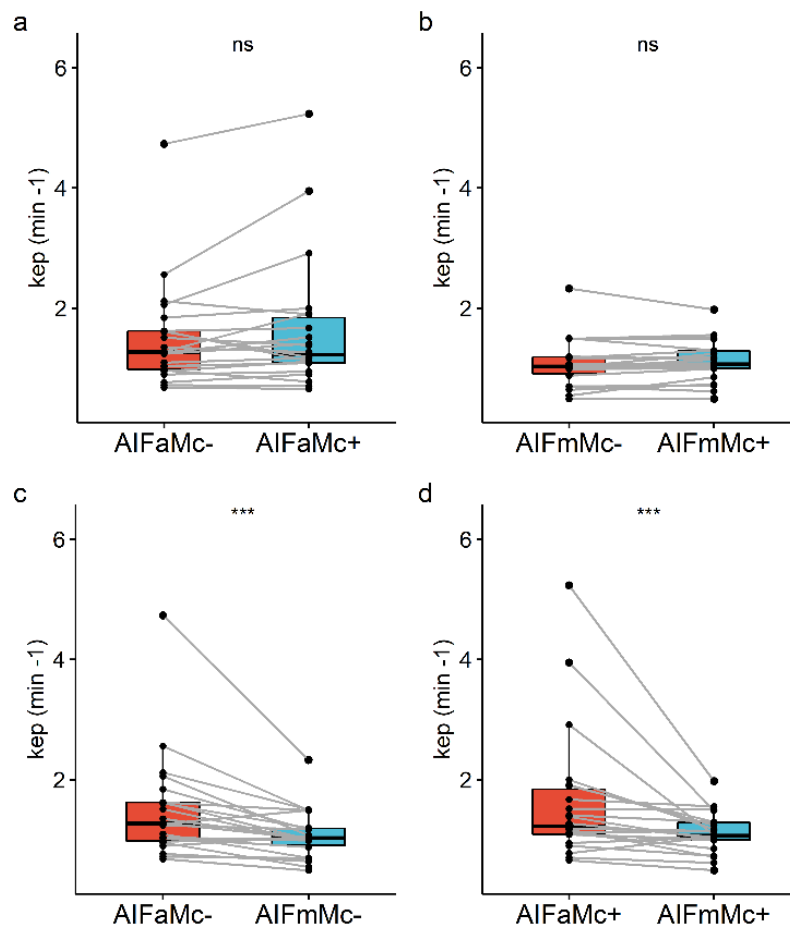 a
ns
6
4
2
kep (min -1)
AIFaMc- AIFaMc+
b
ns
6
4
2
kep (min -1)
AIFmMc- AIFmMc+
c
***
6
4
2
kep (min -1)
AIFaMc- AIFmMc-
d
***
6
4
2
kep (min -1)
AIFaMc+ AIFmMc+